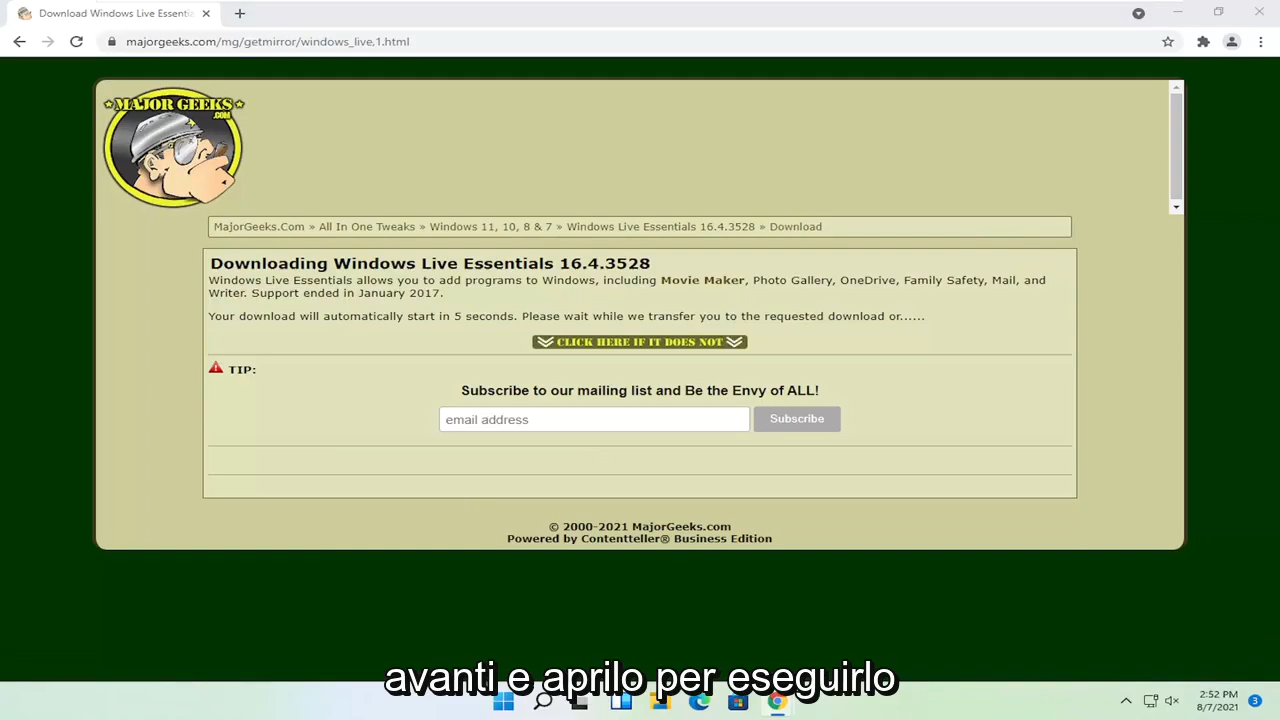 Download Windows Live Essentia
majorgeeks.com/mg/getmirror/windows_live,1.html
MAJOR GEEKS
.COM
MajorGeeks.Com » All In One Tweaks » Windows 11, 10, 8 & 7 » Windows Live Essentials 16.4.3528 » Download
Downloading Windows Live Essentials 16.4.3528
Windows Live Essentials allows you to add programs to Windows, including Movie Maker, Photo Gallery, OneDrive, Family Safety, Mail, and
Writer. Support ended in January 2017.
Your download will automatically start in 5 seconds. Please wait while we transfer you to the requested download or......
CLICK HERE IF IT DOES NOT
TIP:
Subscribe to our mailing list and Be the Envy of ALL!
email address
Subscribe
© 2000-2021 MajorGeeks.com
Powered by Contentteller® Business Edition
avanti e aprilo per eseguirlo
2:52 PM
8/7/2021
3